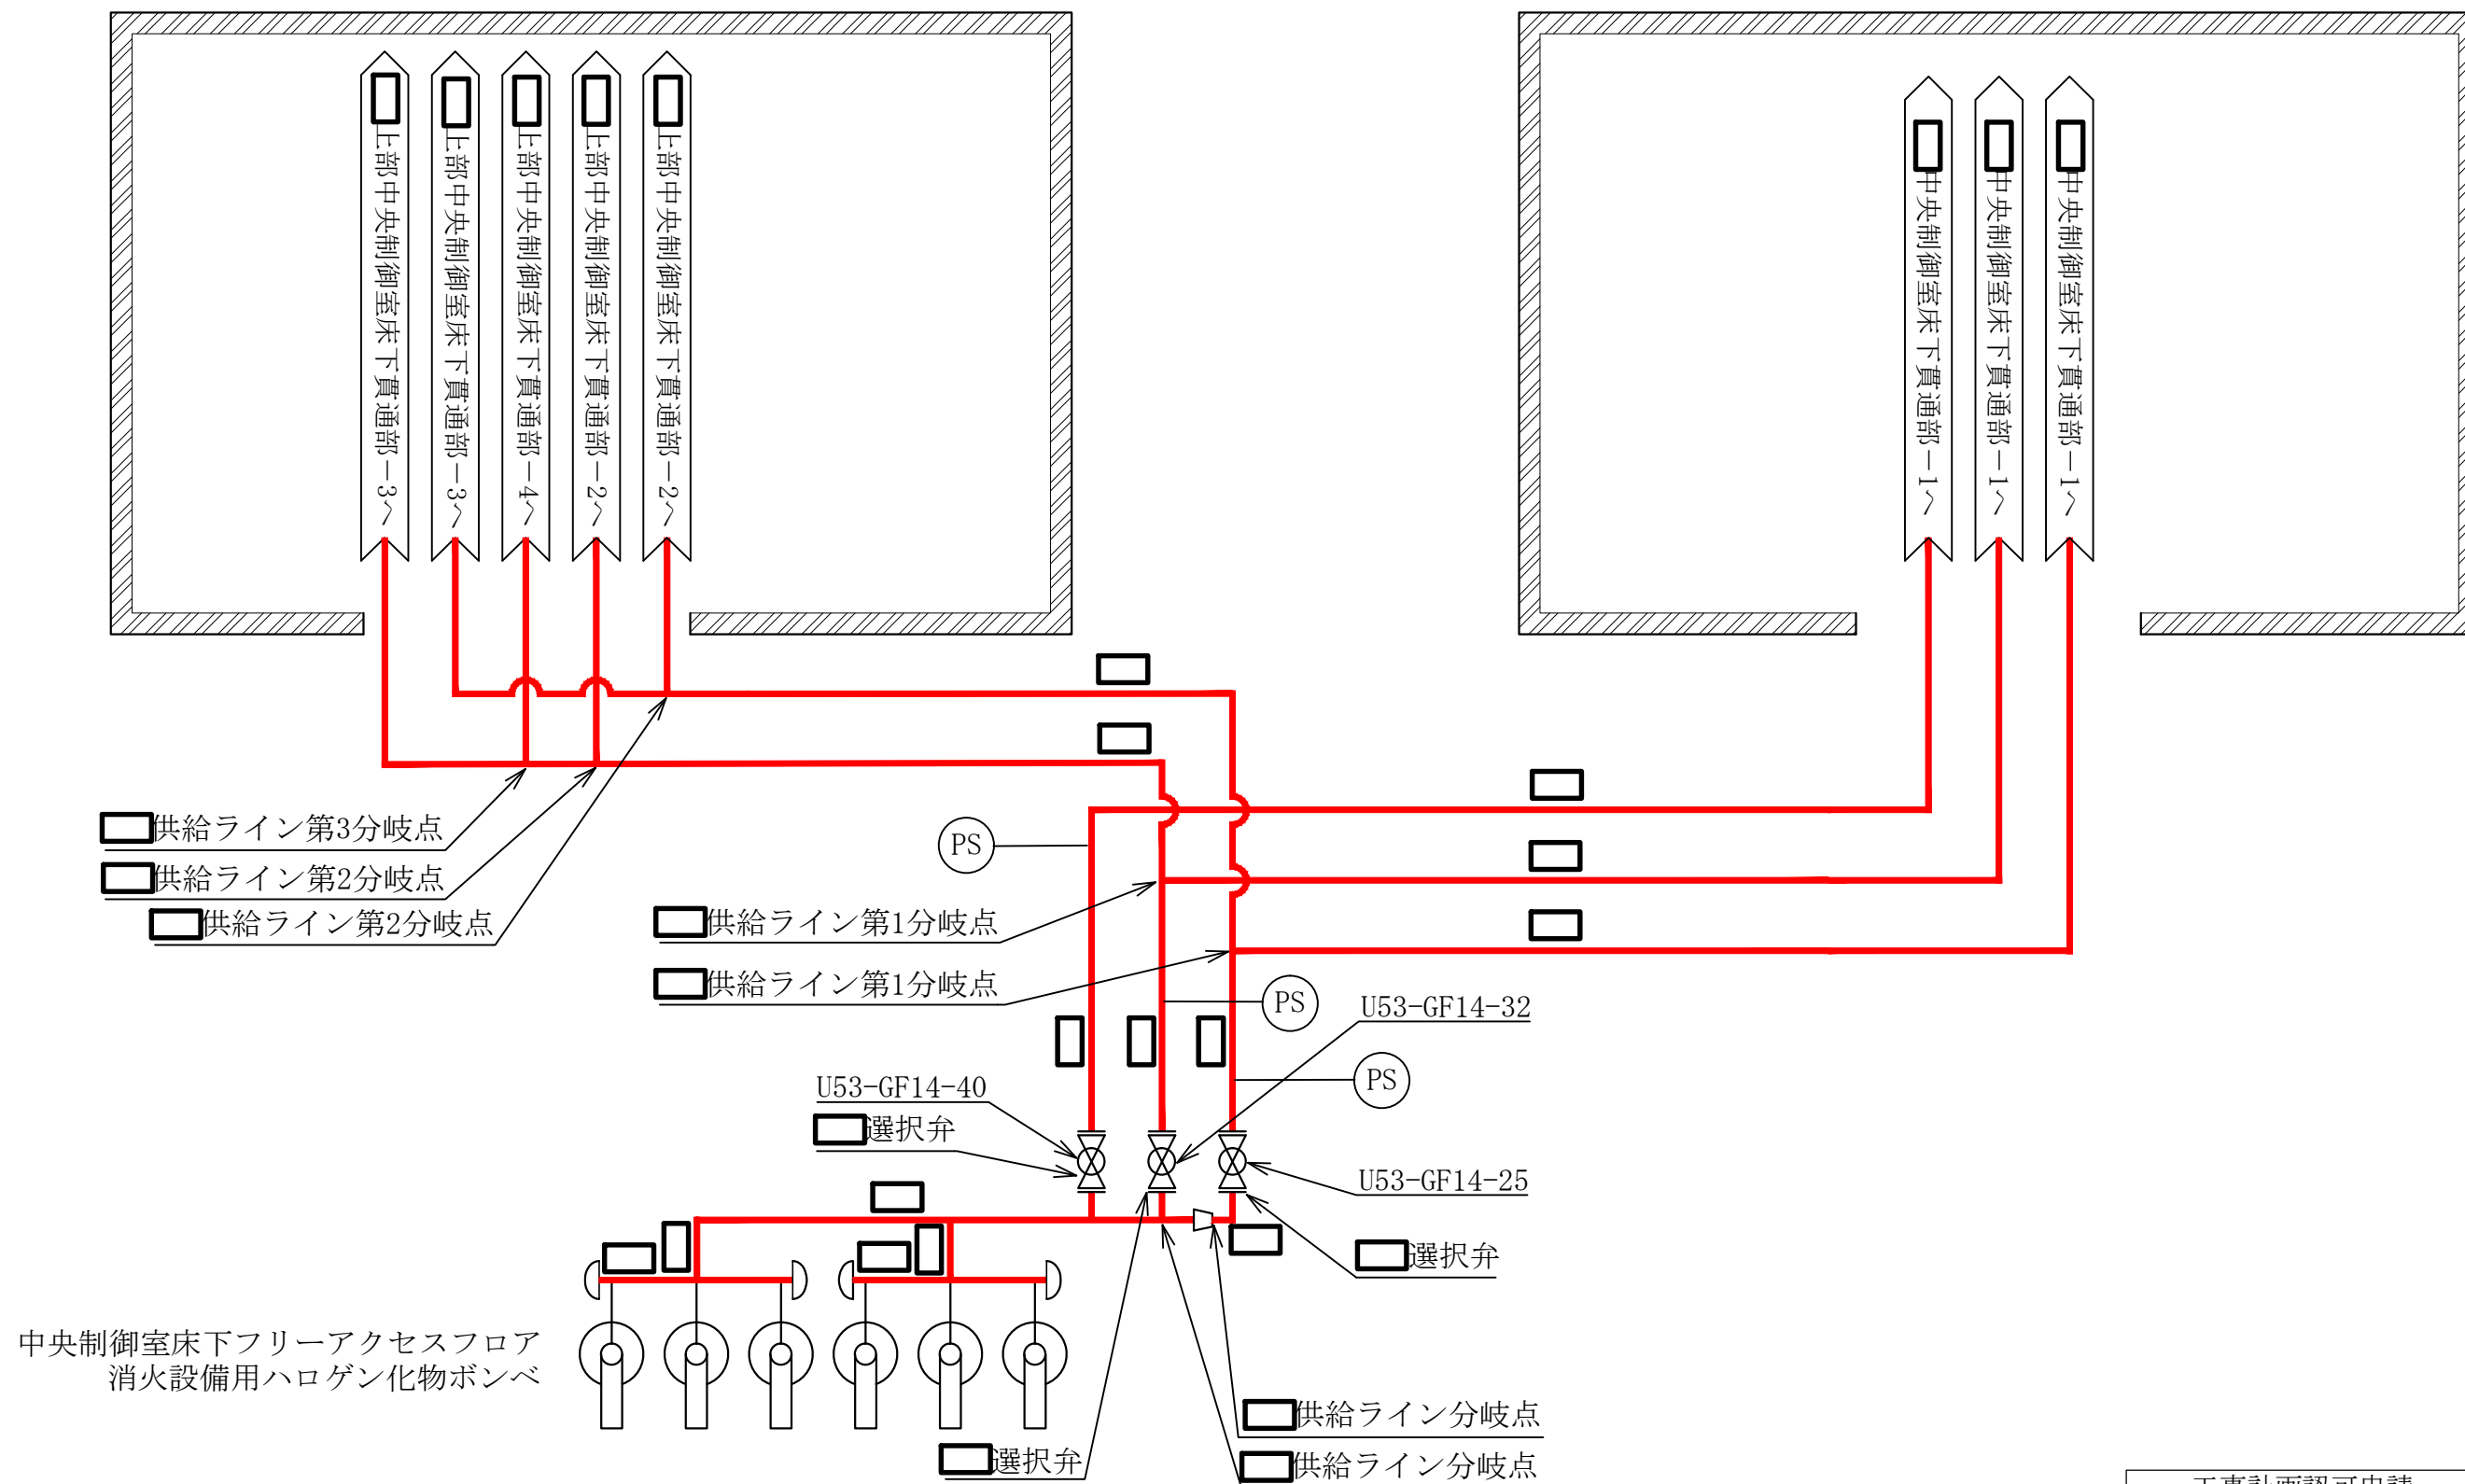 上部中央制御室床下貫通部－3へ
上部中央制御室床下貫通部－3へ
上部中央制御室床下貫通部－4へ
上部中央制御室床下貫通部－2へ
上部中央制御室床下貫通部－2へ
中央制御室床下貫通部－1へ
中央制御室床下貫通部－1へ
中央制御室床下貫通部－1へ
供給ライン第3分岐点
PS
供給ライン第2分岐点
供給ライン第2分岐点
供給ライン第1分岐点
供給ライン第1分岐点
PS
U53-GF14-32
PS
U53-GF14-40
選択弁
U53-GF14-25
選択弁
中央制御室床下フリーアクセスフロア
消火設備用ハロゲン化物ボンベ
供給ライン分岐点
選択弁
供給ライン分岐点
工事計画認可申請